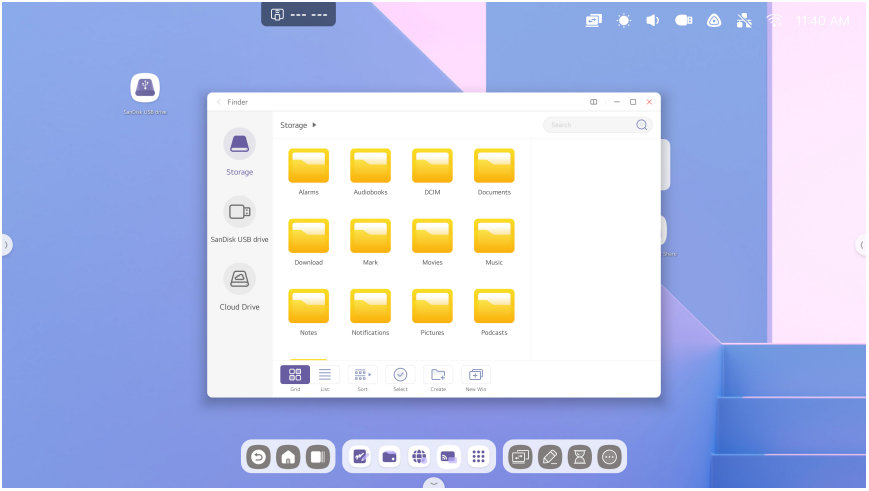 --- ---
11:40 AM
SanDisk USB drive
Finder
Storage
Search
Storage
SanDisk USB drive
Cloud Drive
Alarms
Audiobooks
DCIM
Documents
Download
Mark
Movies
Music
Notes
Notifications
Pictures
Podcasts
Grid
List
Sort
Select
Create
New Win